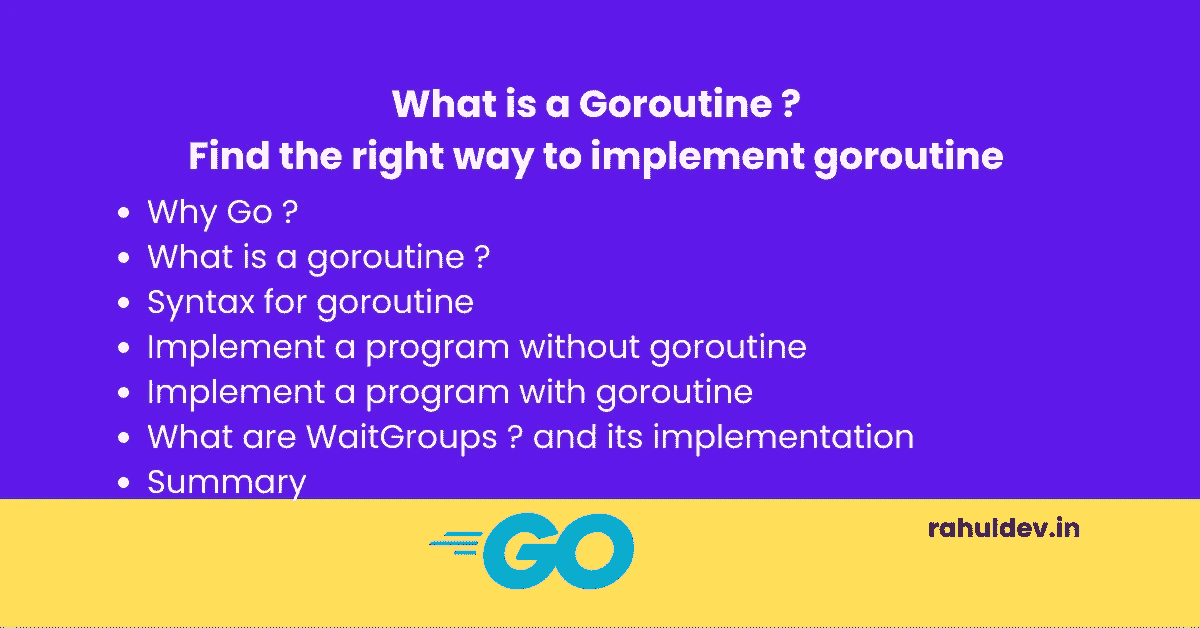 What is a Goroutine ?
Find the right way to implement goroutine
• Why Go ?
• What is a goroutine ?
• Syntax for goroutine
• Implement a program without goroutine
• Implement a program with goroutine
• What are WaitGroups ? and its implementation
• Summary
GO
rahuldev.in